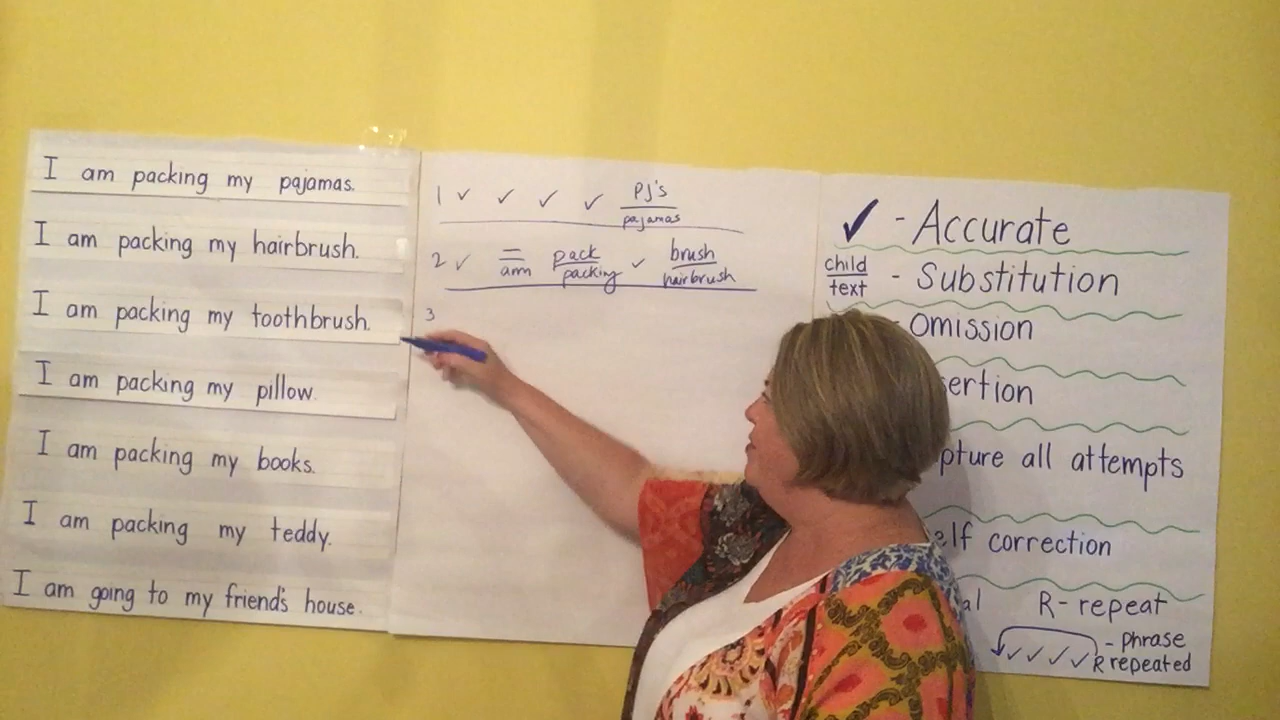 I am packing my pajamas.
I am packing my hairbrush.
I am packing my toothbrush.
I am packing my pillow.
I am packing my books.
I am packing my teddy.
I am going to my friend's house.
1 ✓ ✓ ✓ ✓ PJ's
pajamas
2 ✓ — pack ✓ brush
am packing hairbrush
3
✓ - Accurate
child - Substitution
text
Omission
sertion
pture all attempts
elf correction
al R- repeat
- phrase
✓ ✓ ✓ ✓ R repeated